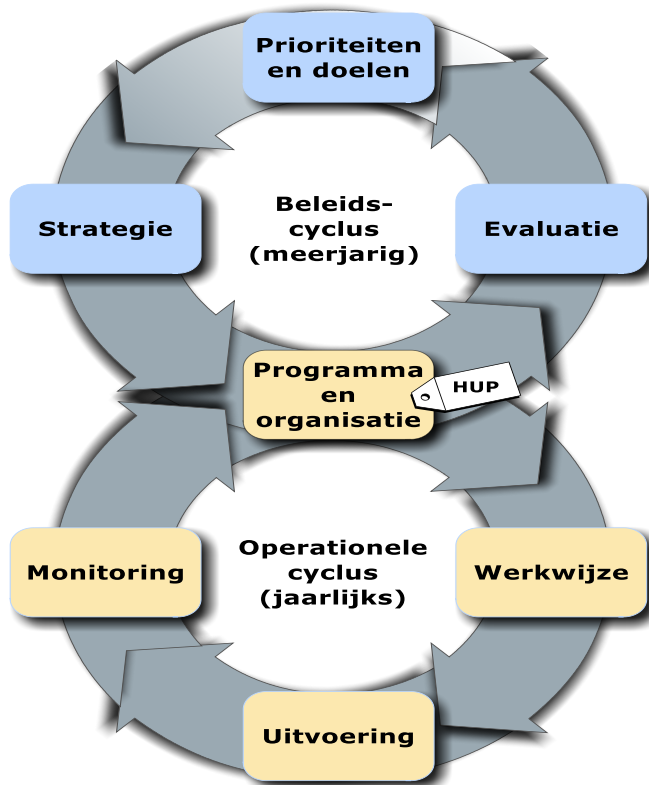 Prioriteiten
en doelen
Strategie
Beleids-
cyclus
(meerjarig)
Evaluatie
Programma
en
organisatie
HUP
Monitoring
Operationele
cyclus
(jaarlijks)
Werkwijze
Uitvoering